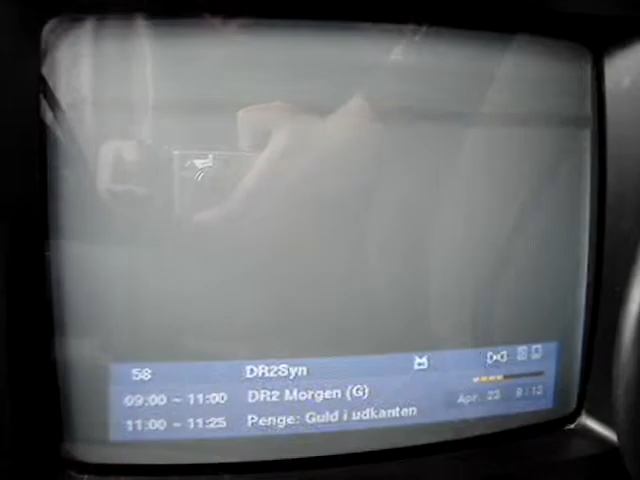 58 DR2Syn
09:00 - 11:00 DR2 Morgen (G)
Apr. 23
11:00 - 11:25 Penge: Guld i udkanten